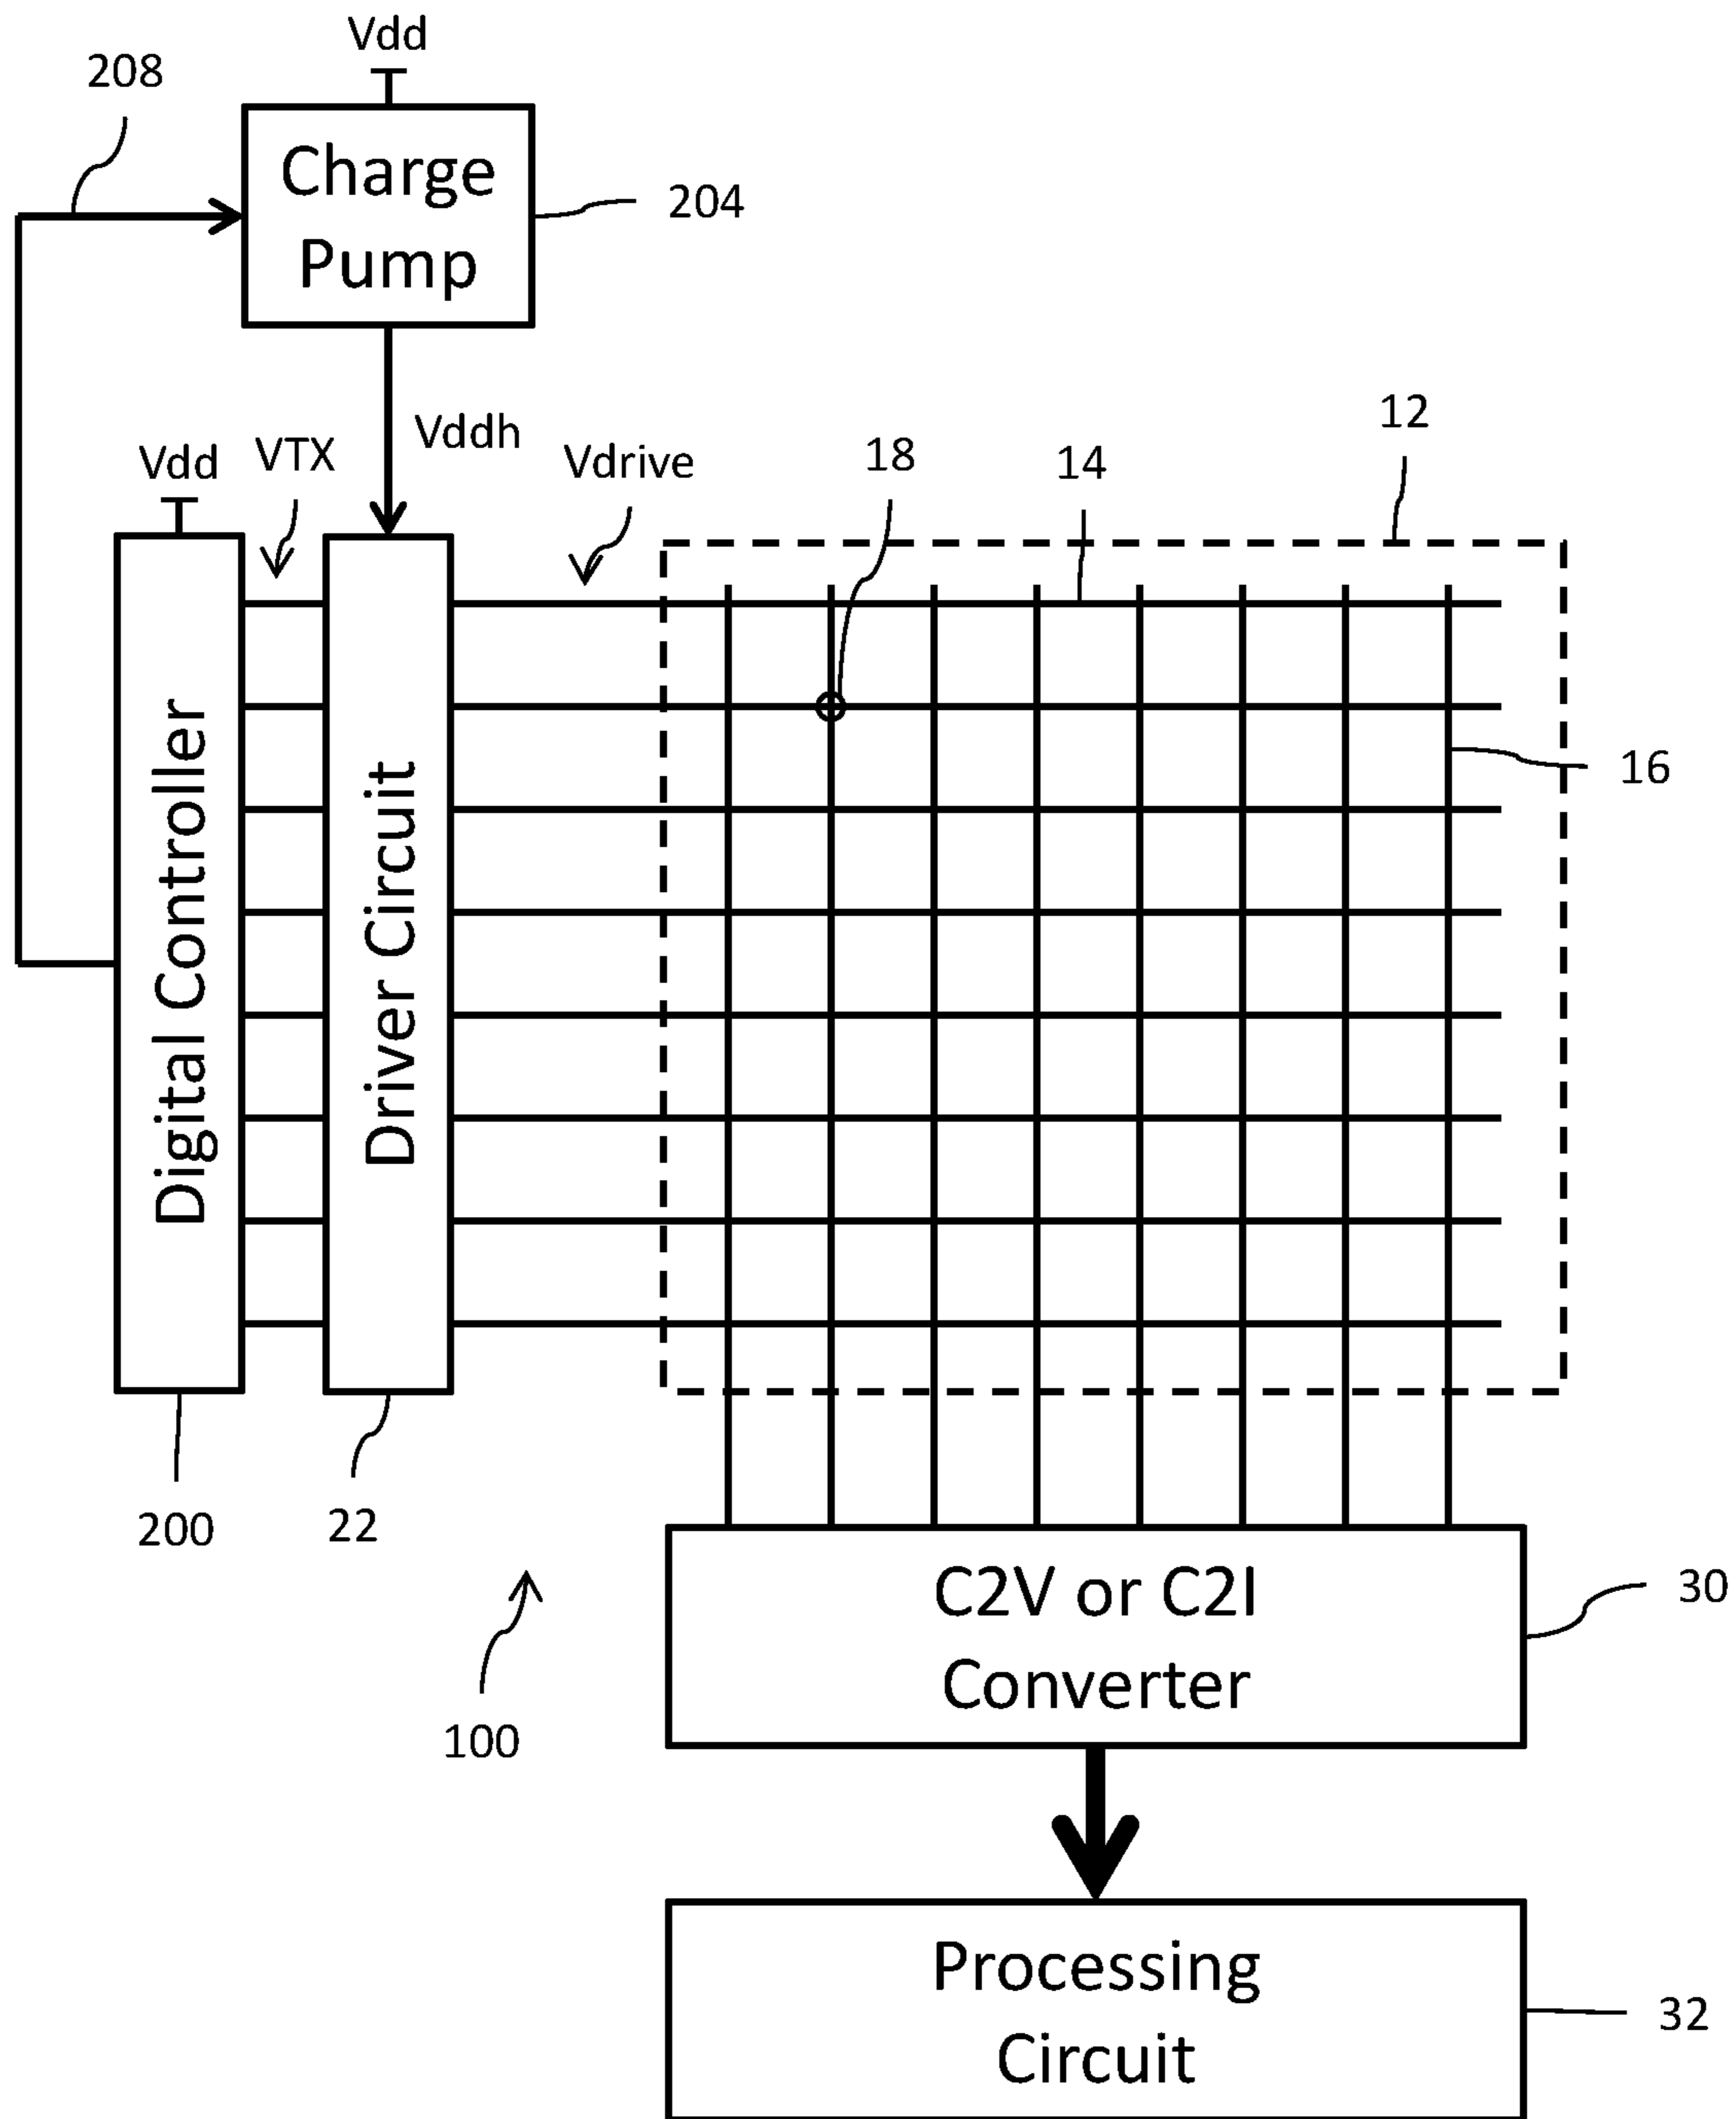 Vdd
208
Charge
Pump
204
Vddh
12
Vdd
VTX
Vdrive
18
14
16
Digital Controller
Driver Circuit
200
22
C2V or C2I
Converter
30
100
Processing
Circuit
32